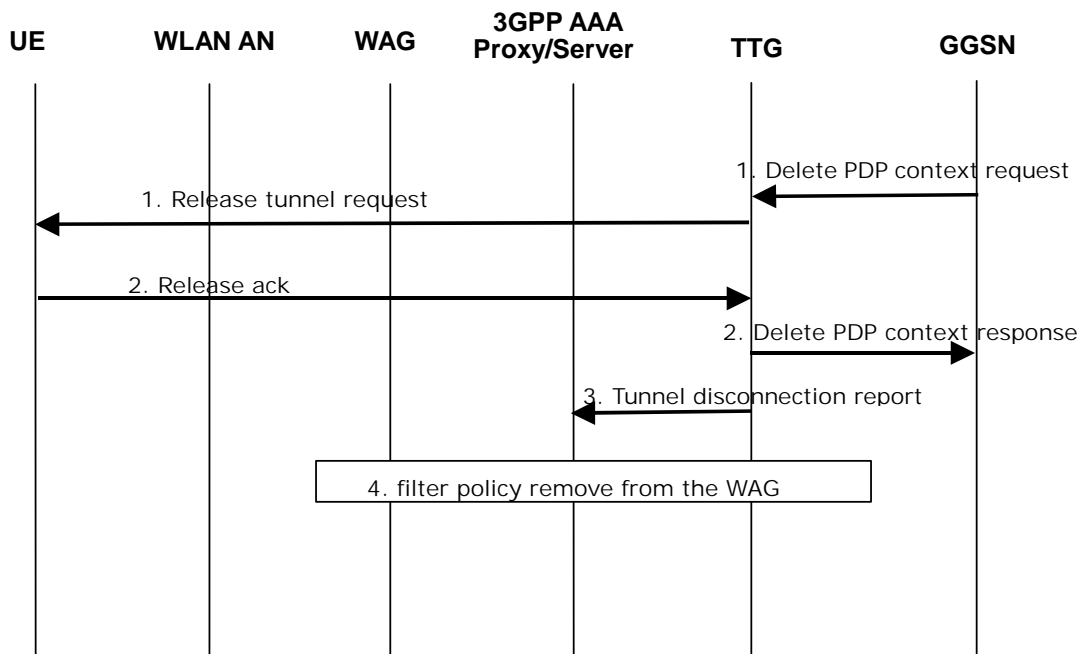 UE
WLAN AN
WAG
3GPP AAA
Proxy/Server
TTG
GGSN
1. Delete PDP context request
1. Release tunnel request
2. Release ack
2. Delete PDP context response
3. Tunnel disconnection report
4. filter policy remove from the WAG